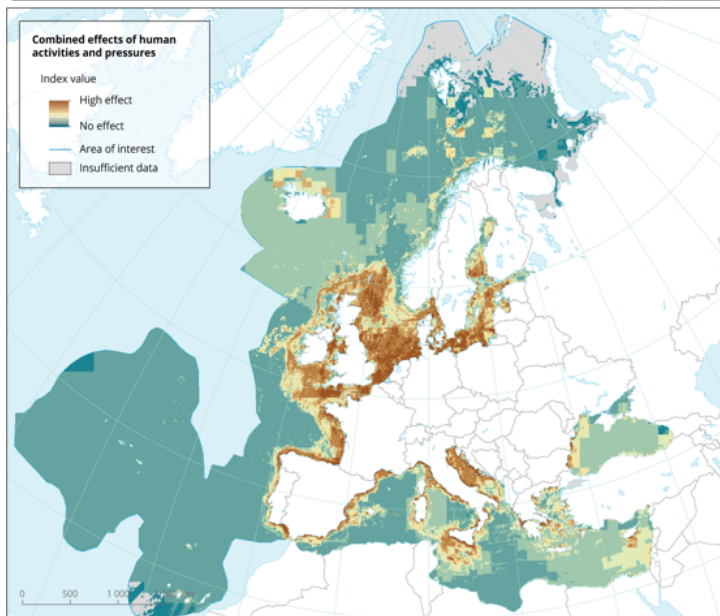 Combined effects of human
activities and pressures
Index value
High effect
No effect
Area of interest
Insufficient data
0 500 1 000